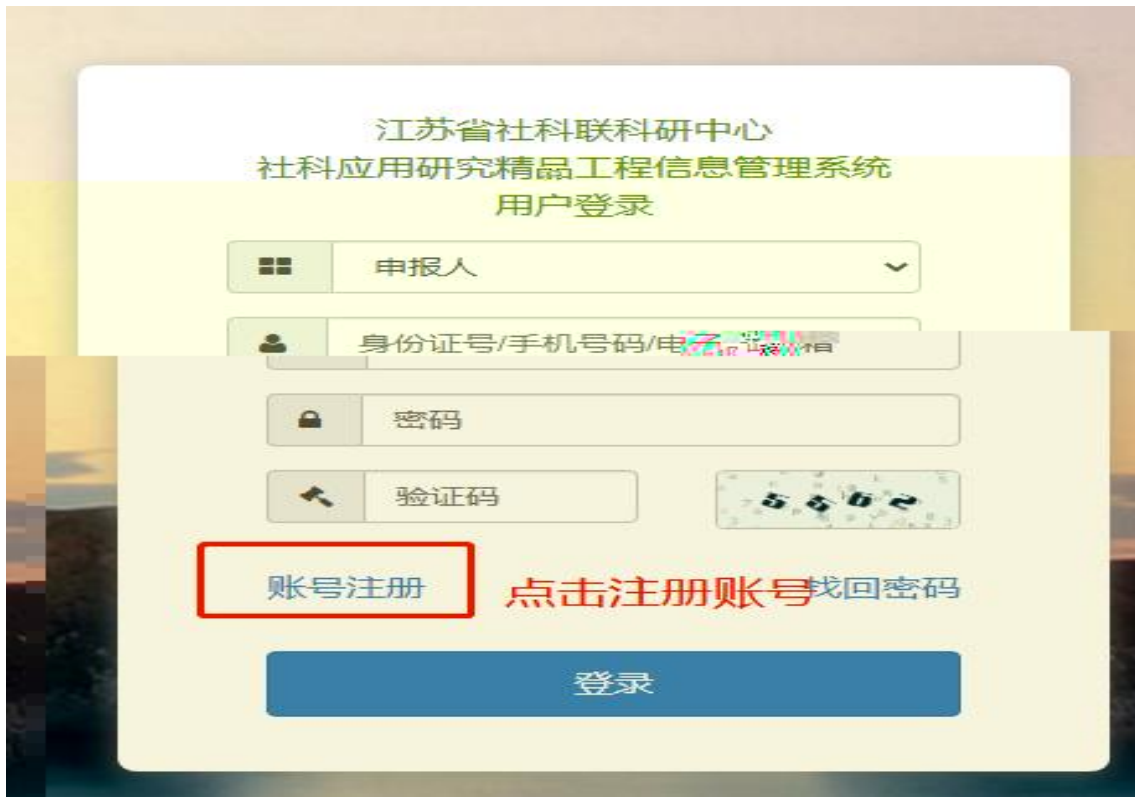 江苏省社科联科研中心
社科应用研究精品工程信息管理系统
用户登录
申报人
身份证号/手机号码/电子
密码
验证码
5562
账号注册 点击注册账号找回密码
登录